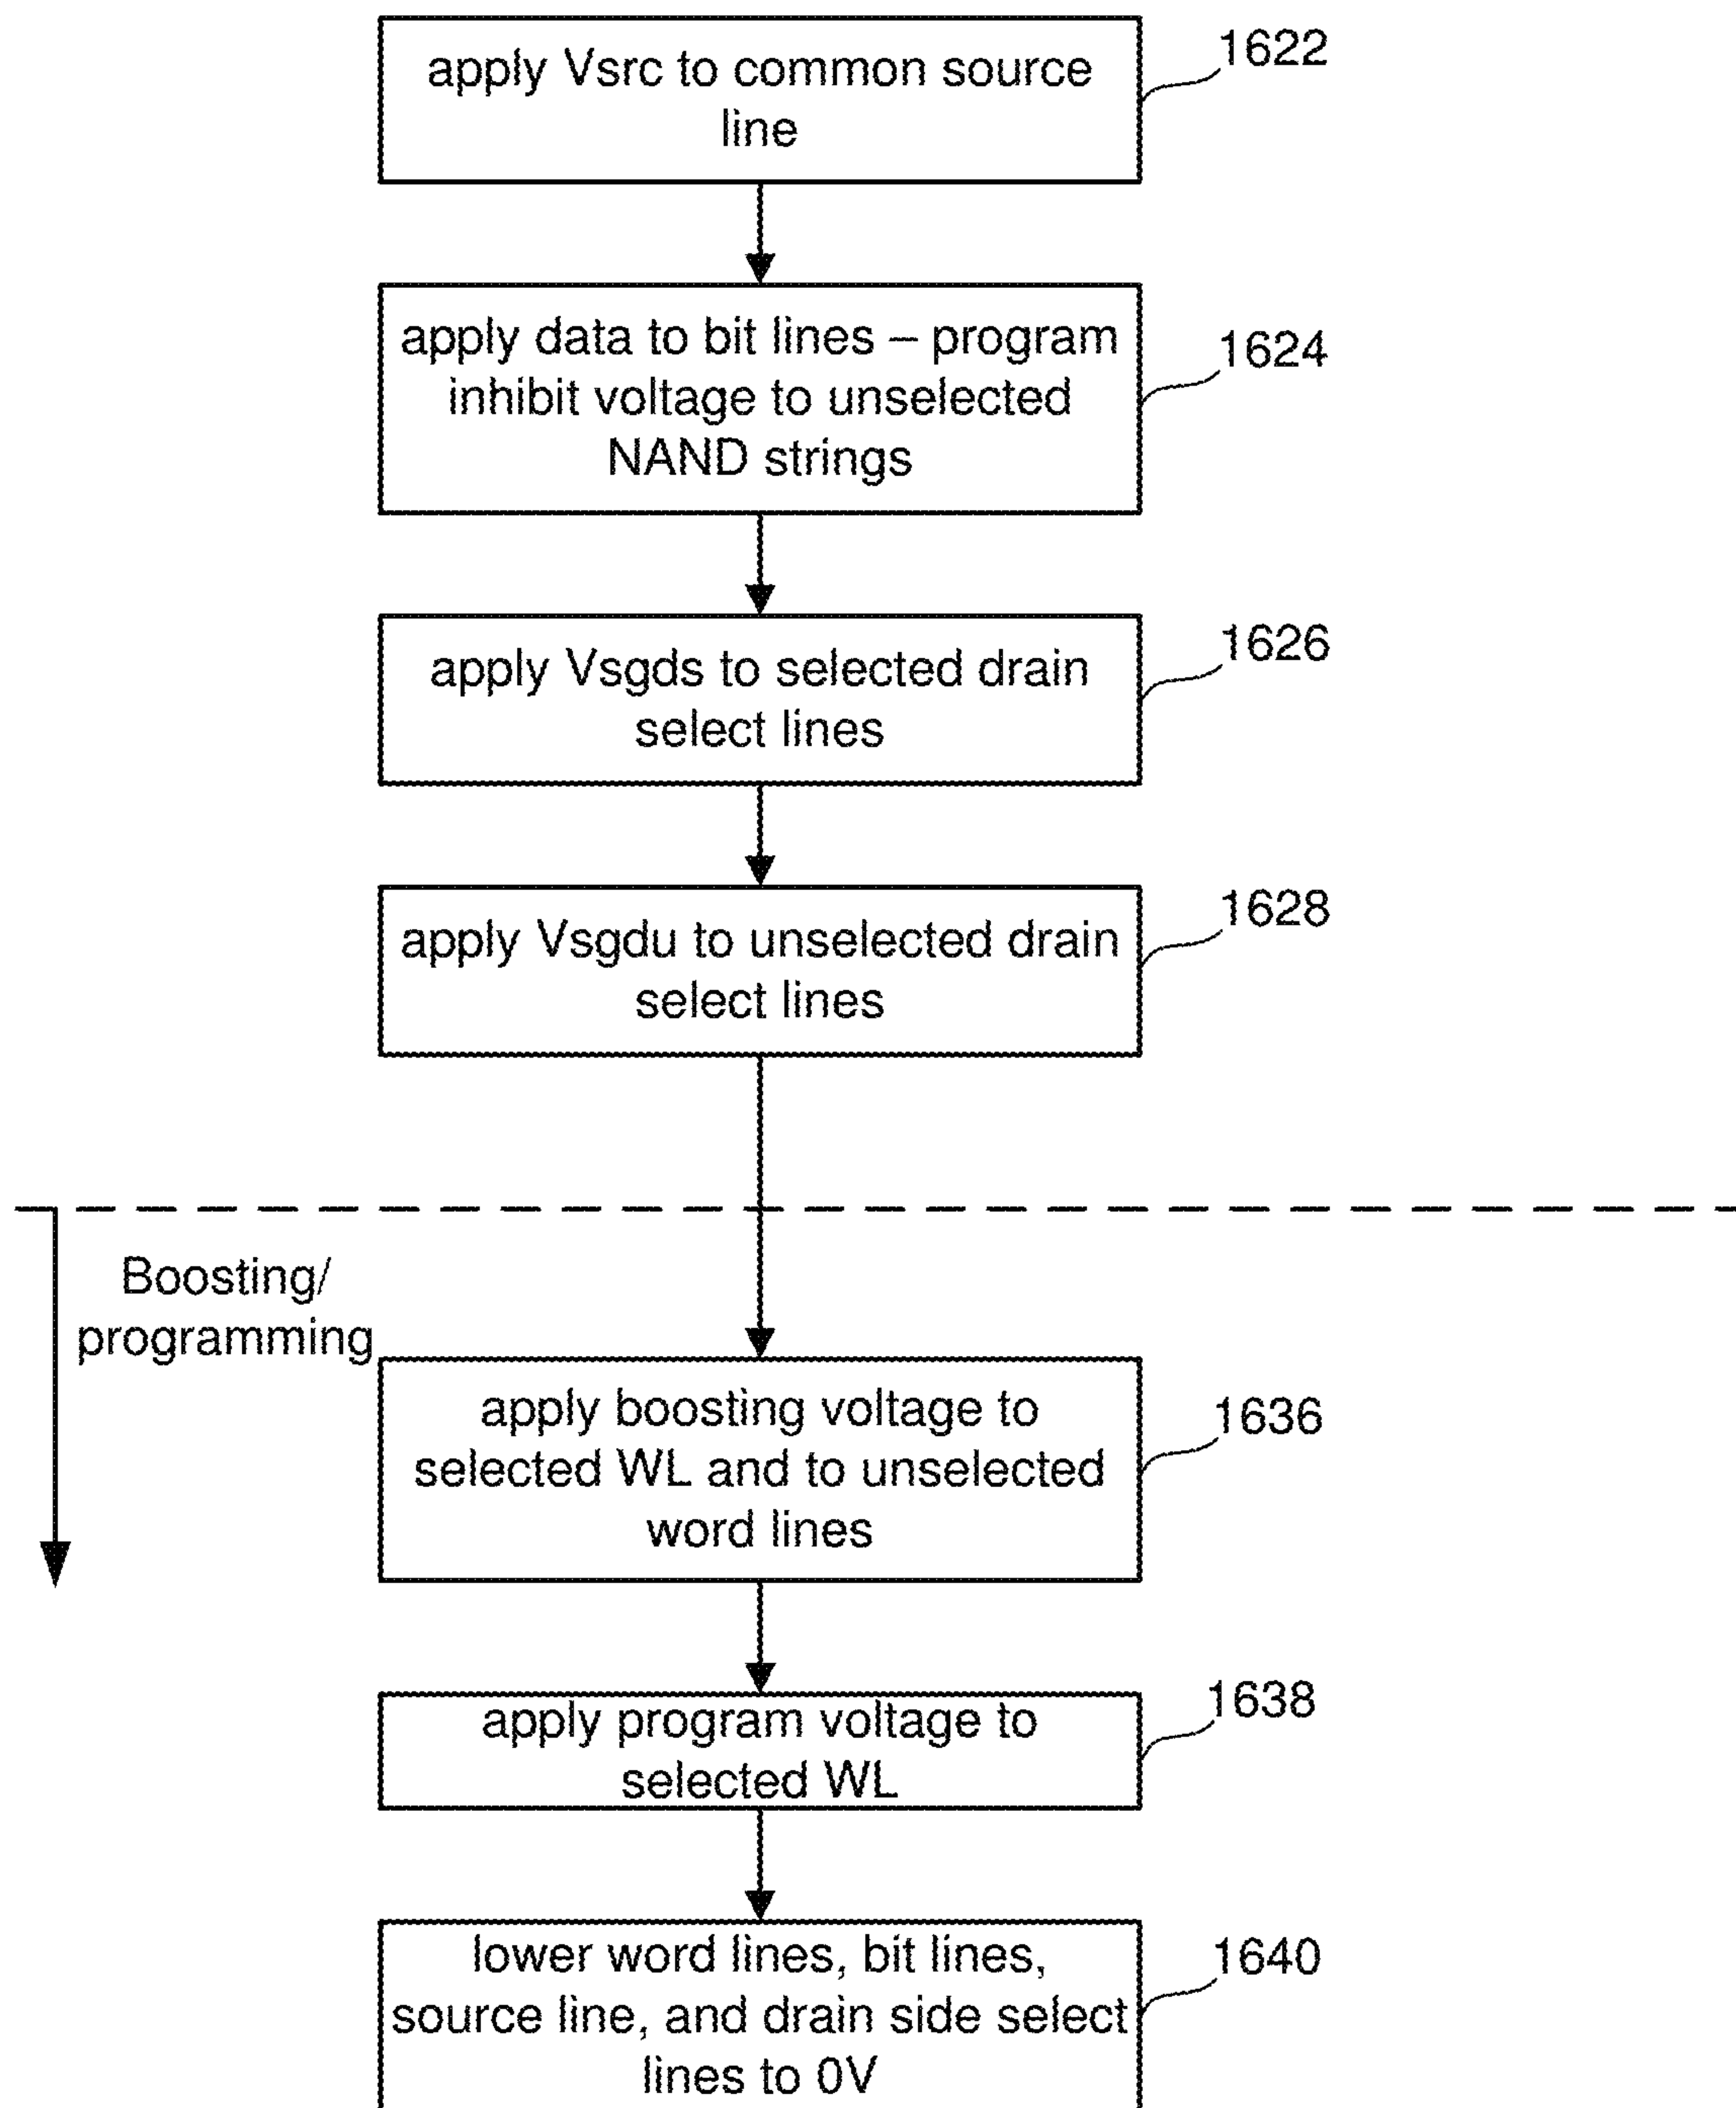 apply Vsrc to common source
line
1622
apply data to bit lines – program
inhibit voltage to unselected
NAND strings
1624
apply Vsgds to selected drain
select lines
1626
apply Vsgdu to unselected drain
select lines
1628
Boosting/
programming
apply boosting voltage to
selected WL and to unselected
word lines
1636
apply program voltage to
selected WL
1638
lower word lines, bit lines,
source line, and drain side select
lines to 0V
1640